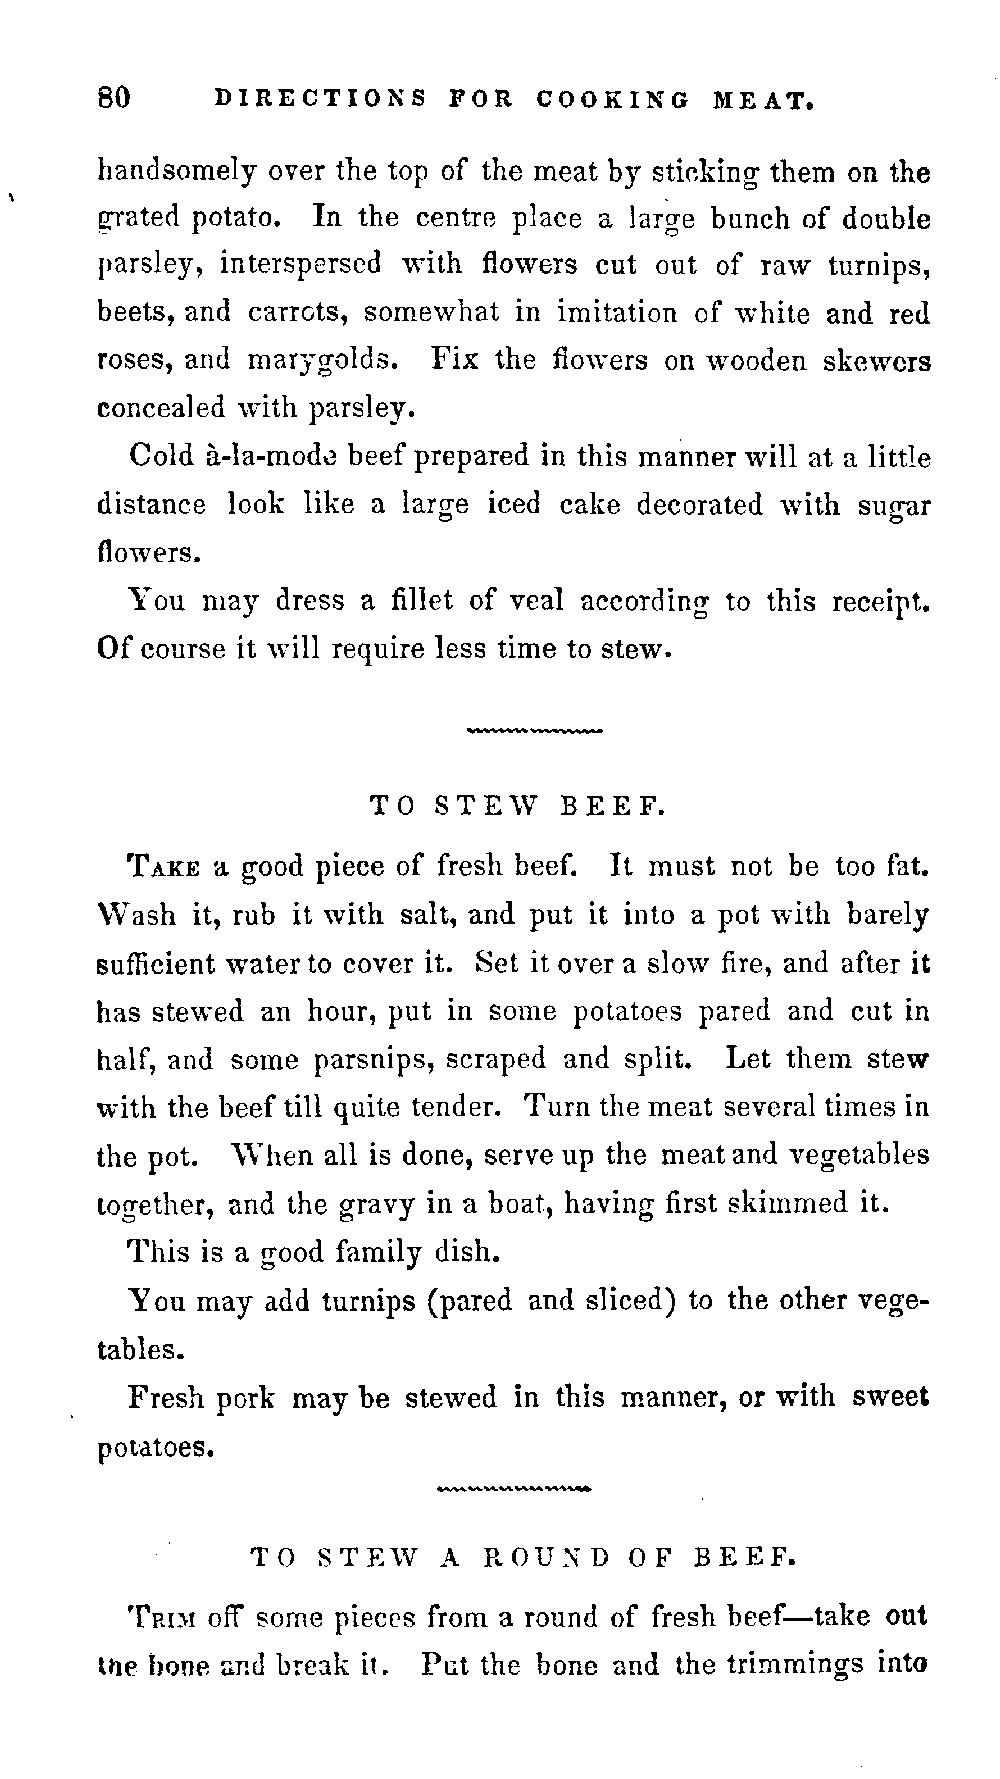 80 DIRECTIONS FOR COOKING MEAT.
handsomely over the top of the meat by sticking them on the
grated potato. In the centre place a large bunch of double
parsley, interspersed with flowers cut out of raw turnips,
beets, and carrots, somewhat in imitation of white and red
roses, and marygolds. Fix the flowers on wooden skewers
concealed with parsley.
Cold à-la-mode beef prepared in this manner will at a little
distance look like a large iced cake decorated with sugar
flowers.
You may dress a fillet of veal according to this receipt.
Of course it will require less time to stew.
TO STEW BEEF.
TAKE a good piece of fresh beef. It must not be too fat.
Wash it, rub it with salt, and put it into a pot with barely
sufficient water to cover it. Set it over a slow fire, and after it
has stewed an hour, put in some potatoes pared and cut in
half, and some parsnips, scraped and split. Let them stew
with the beef till quite tender. Turn the meat several times in
the pot. When all is done, serve up the meat and vegetables
together, and the gravy in a boat, having first skimmed it.
This is a good family dish.
You may add turnips (pared and sliced) to the other vege-
tables.
Fresh pork may be stewed in this manner, or with sweet
potatoes.
TO STEW A ROUND OF BEEF.
TRIM off some pieces from a round of fresh beef—take out
the bone and break it. Put the bone and the trimmings into